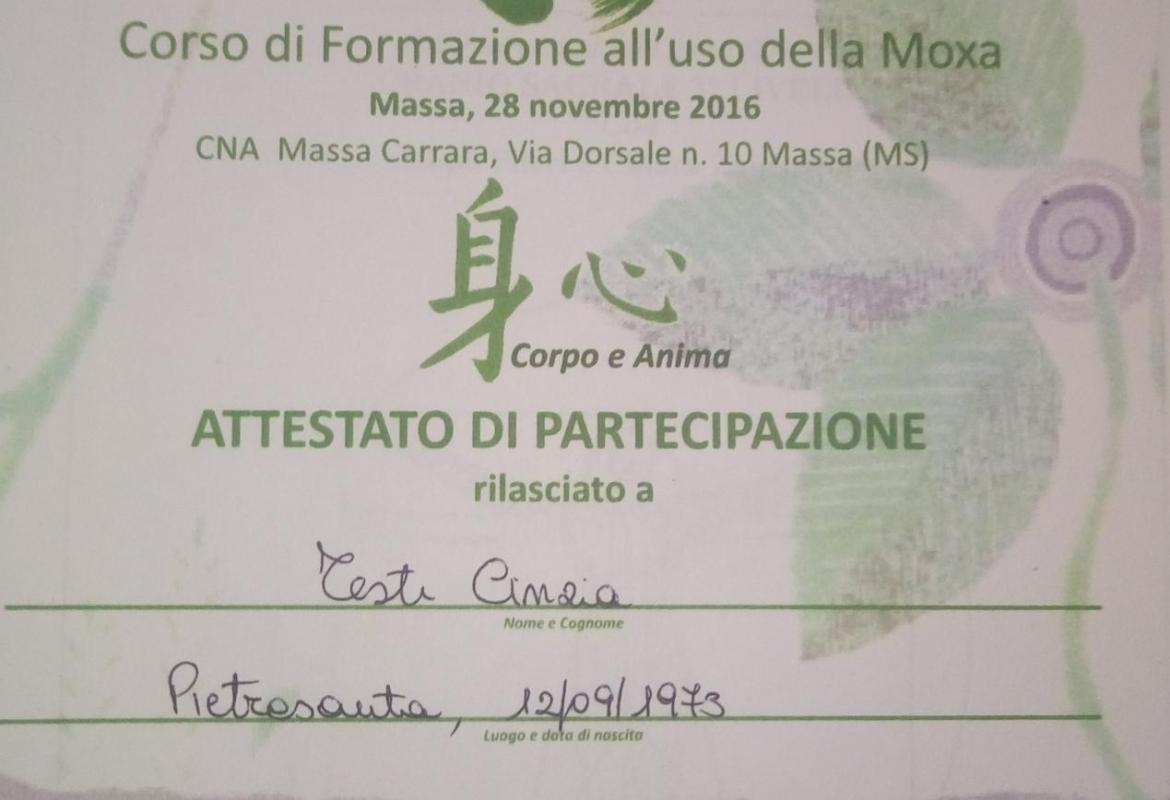 Corso di Formazione all'uso della Moxa
Massa, 28 novembre 2016
CNA Massa Carrara, Via Dorsale n. 10 Massa (MS)
身心
Corpo e Anima
ATTESTATO DI PARTECIPAZIONE
rilasciato a
Testi Cinzia
Nome e Cognome
Pietrasanta, 12/09/1973
Luogo e data di nascita